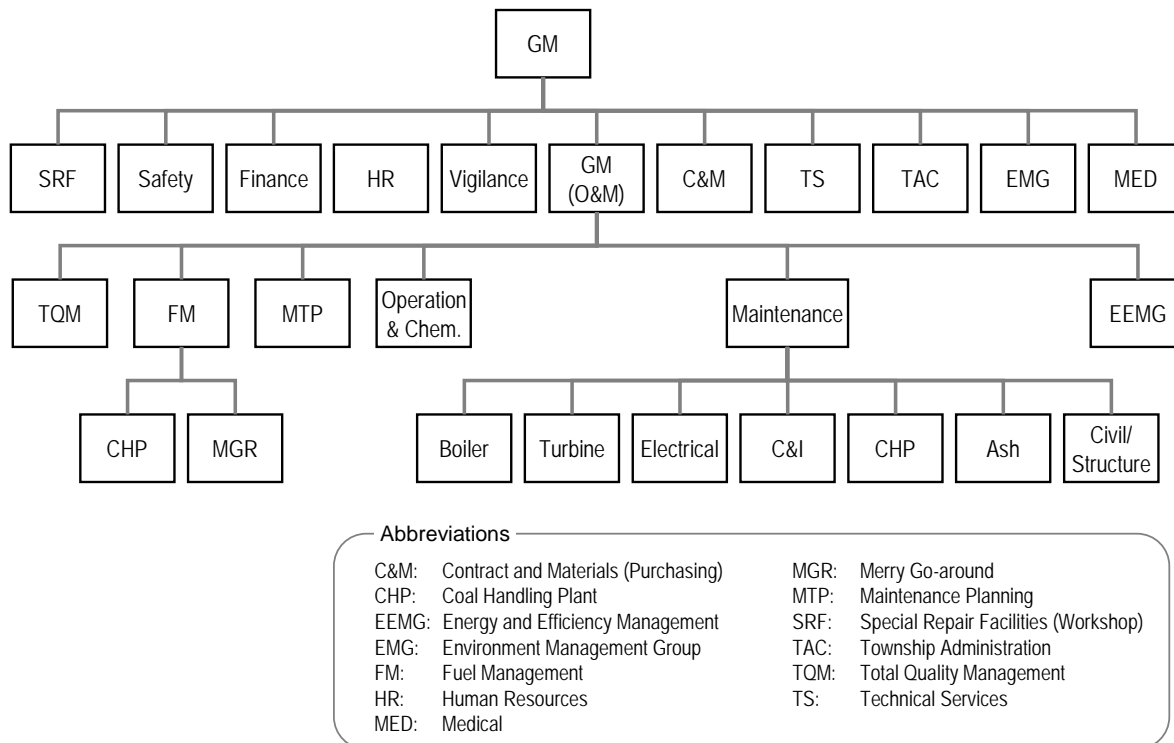 GM
SRF
Safety
Finance
HR
Vigilance
GM
(O&M)
C&M
TS
TAC
EMG
MED
TQM
FM
MTP
Operation
& Chem.
Maintenance
EEMG
CHP
MGR
Boiler
Turbine
Electrical
C&I
CHP
Ash
Civil/
Structure
Abbreviations
C&M: Contract and Materials (Purchasing)
CHP: Coal Handling Plant
EEMG: Energy and Efficiency Management
EMG: Environment Management Group
FM: Fuel Management
HR: Human Resources
MED: Medical
MGR: Merry Go-around
MTP: Maintenance Planning
SRF: Special Repair Facilities (Workshop)
TAC: Township Administration
TQM: Total Quality Management
TS: Technical Services